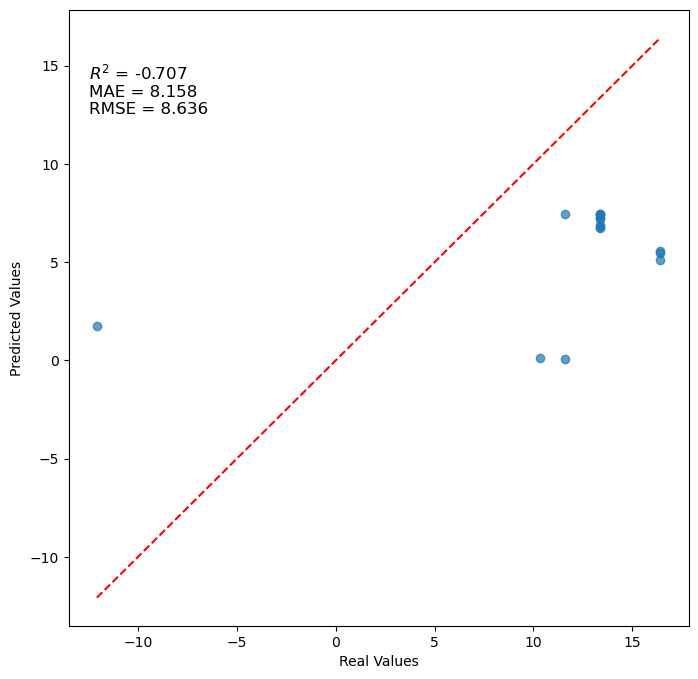 R² = -0.707
MAE = 8.158
RMSE = 8.636
15
10
5
0
−5
−10
Predicted Values
−10
−5
0
5
10
15
Real Values